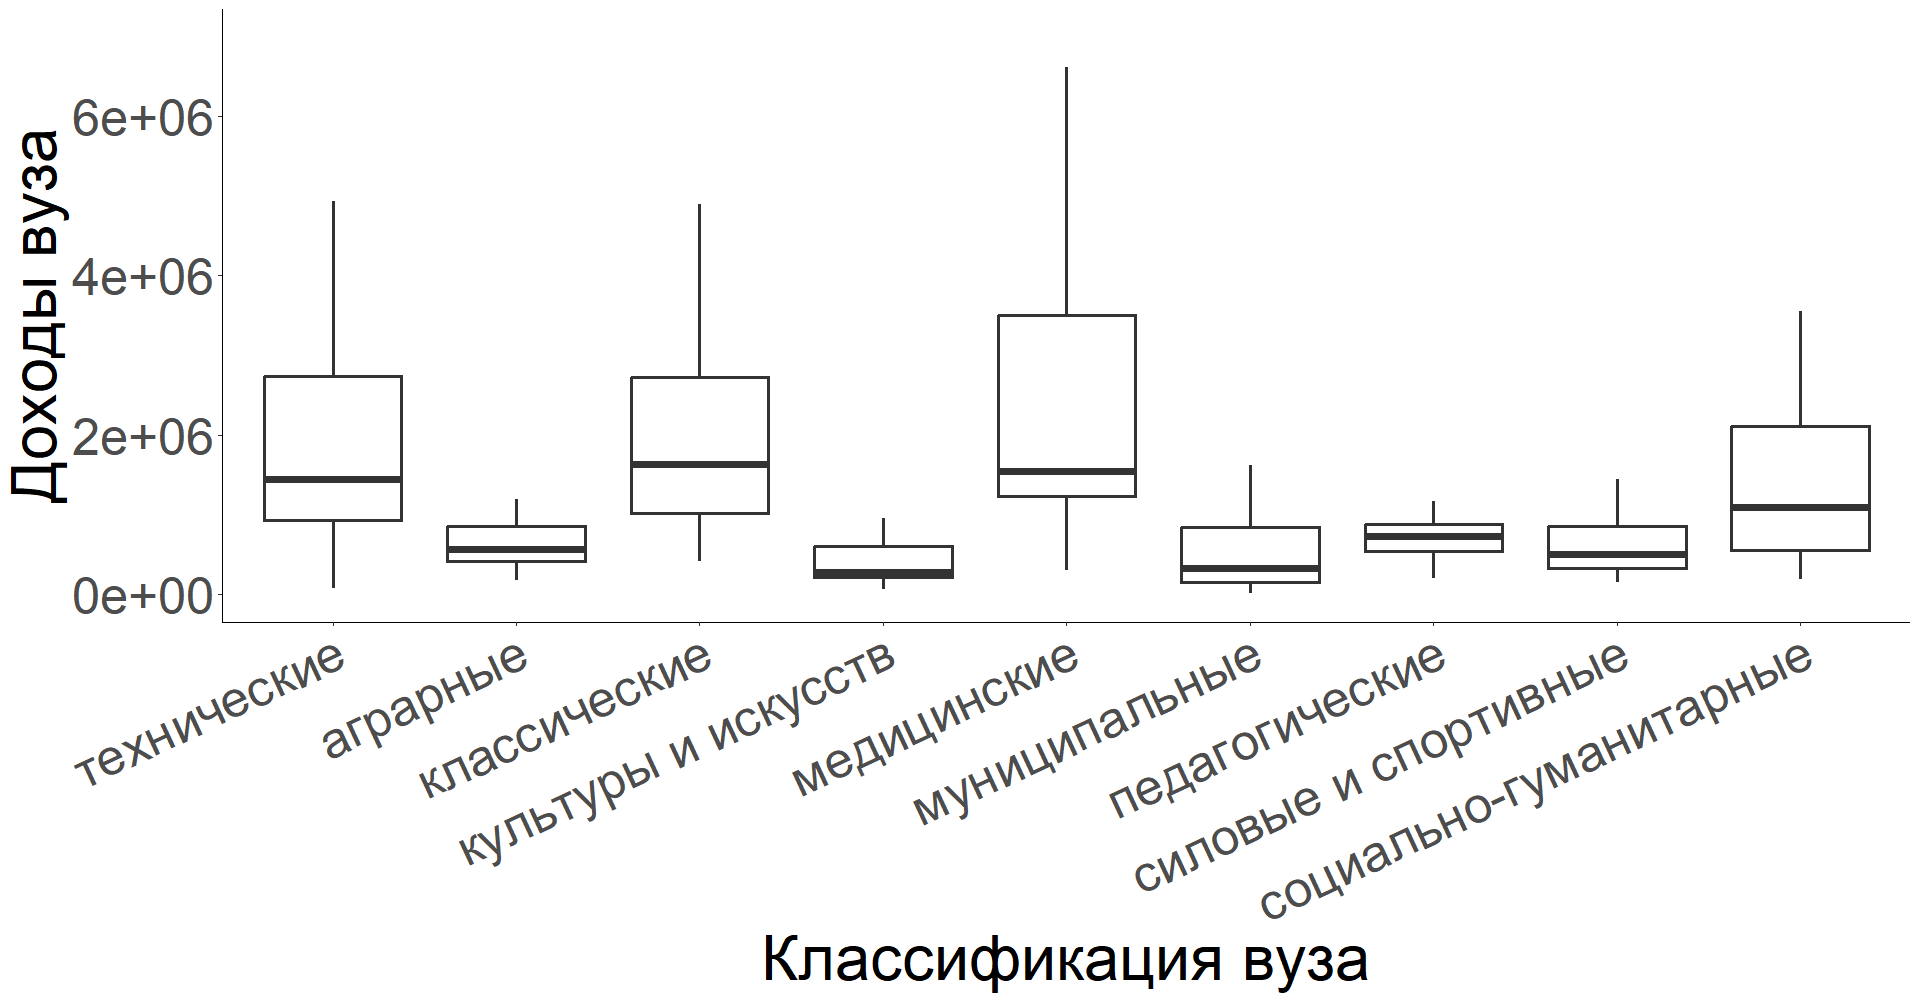 Доходы вуза
6e+06
4e+06
2e+06
0e+00
технические
аграрные
классические
культуры и искусств
медицинские
муниципальные
педагогические
силовые и спортивные
социально-гуманитарные
Классификация вуза